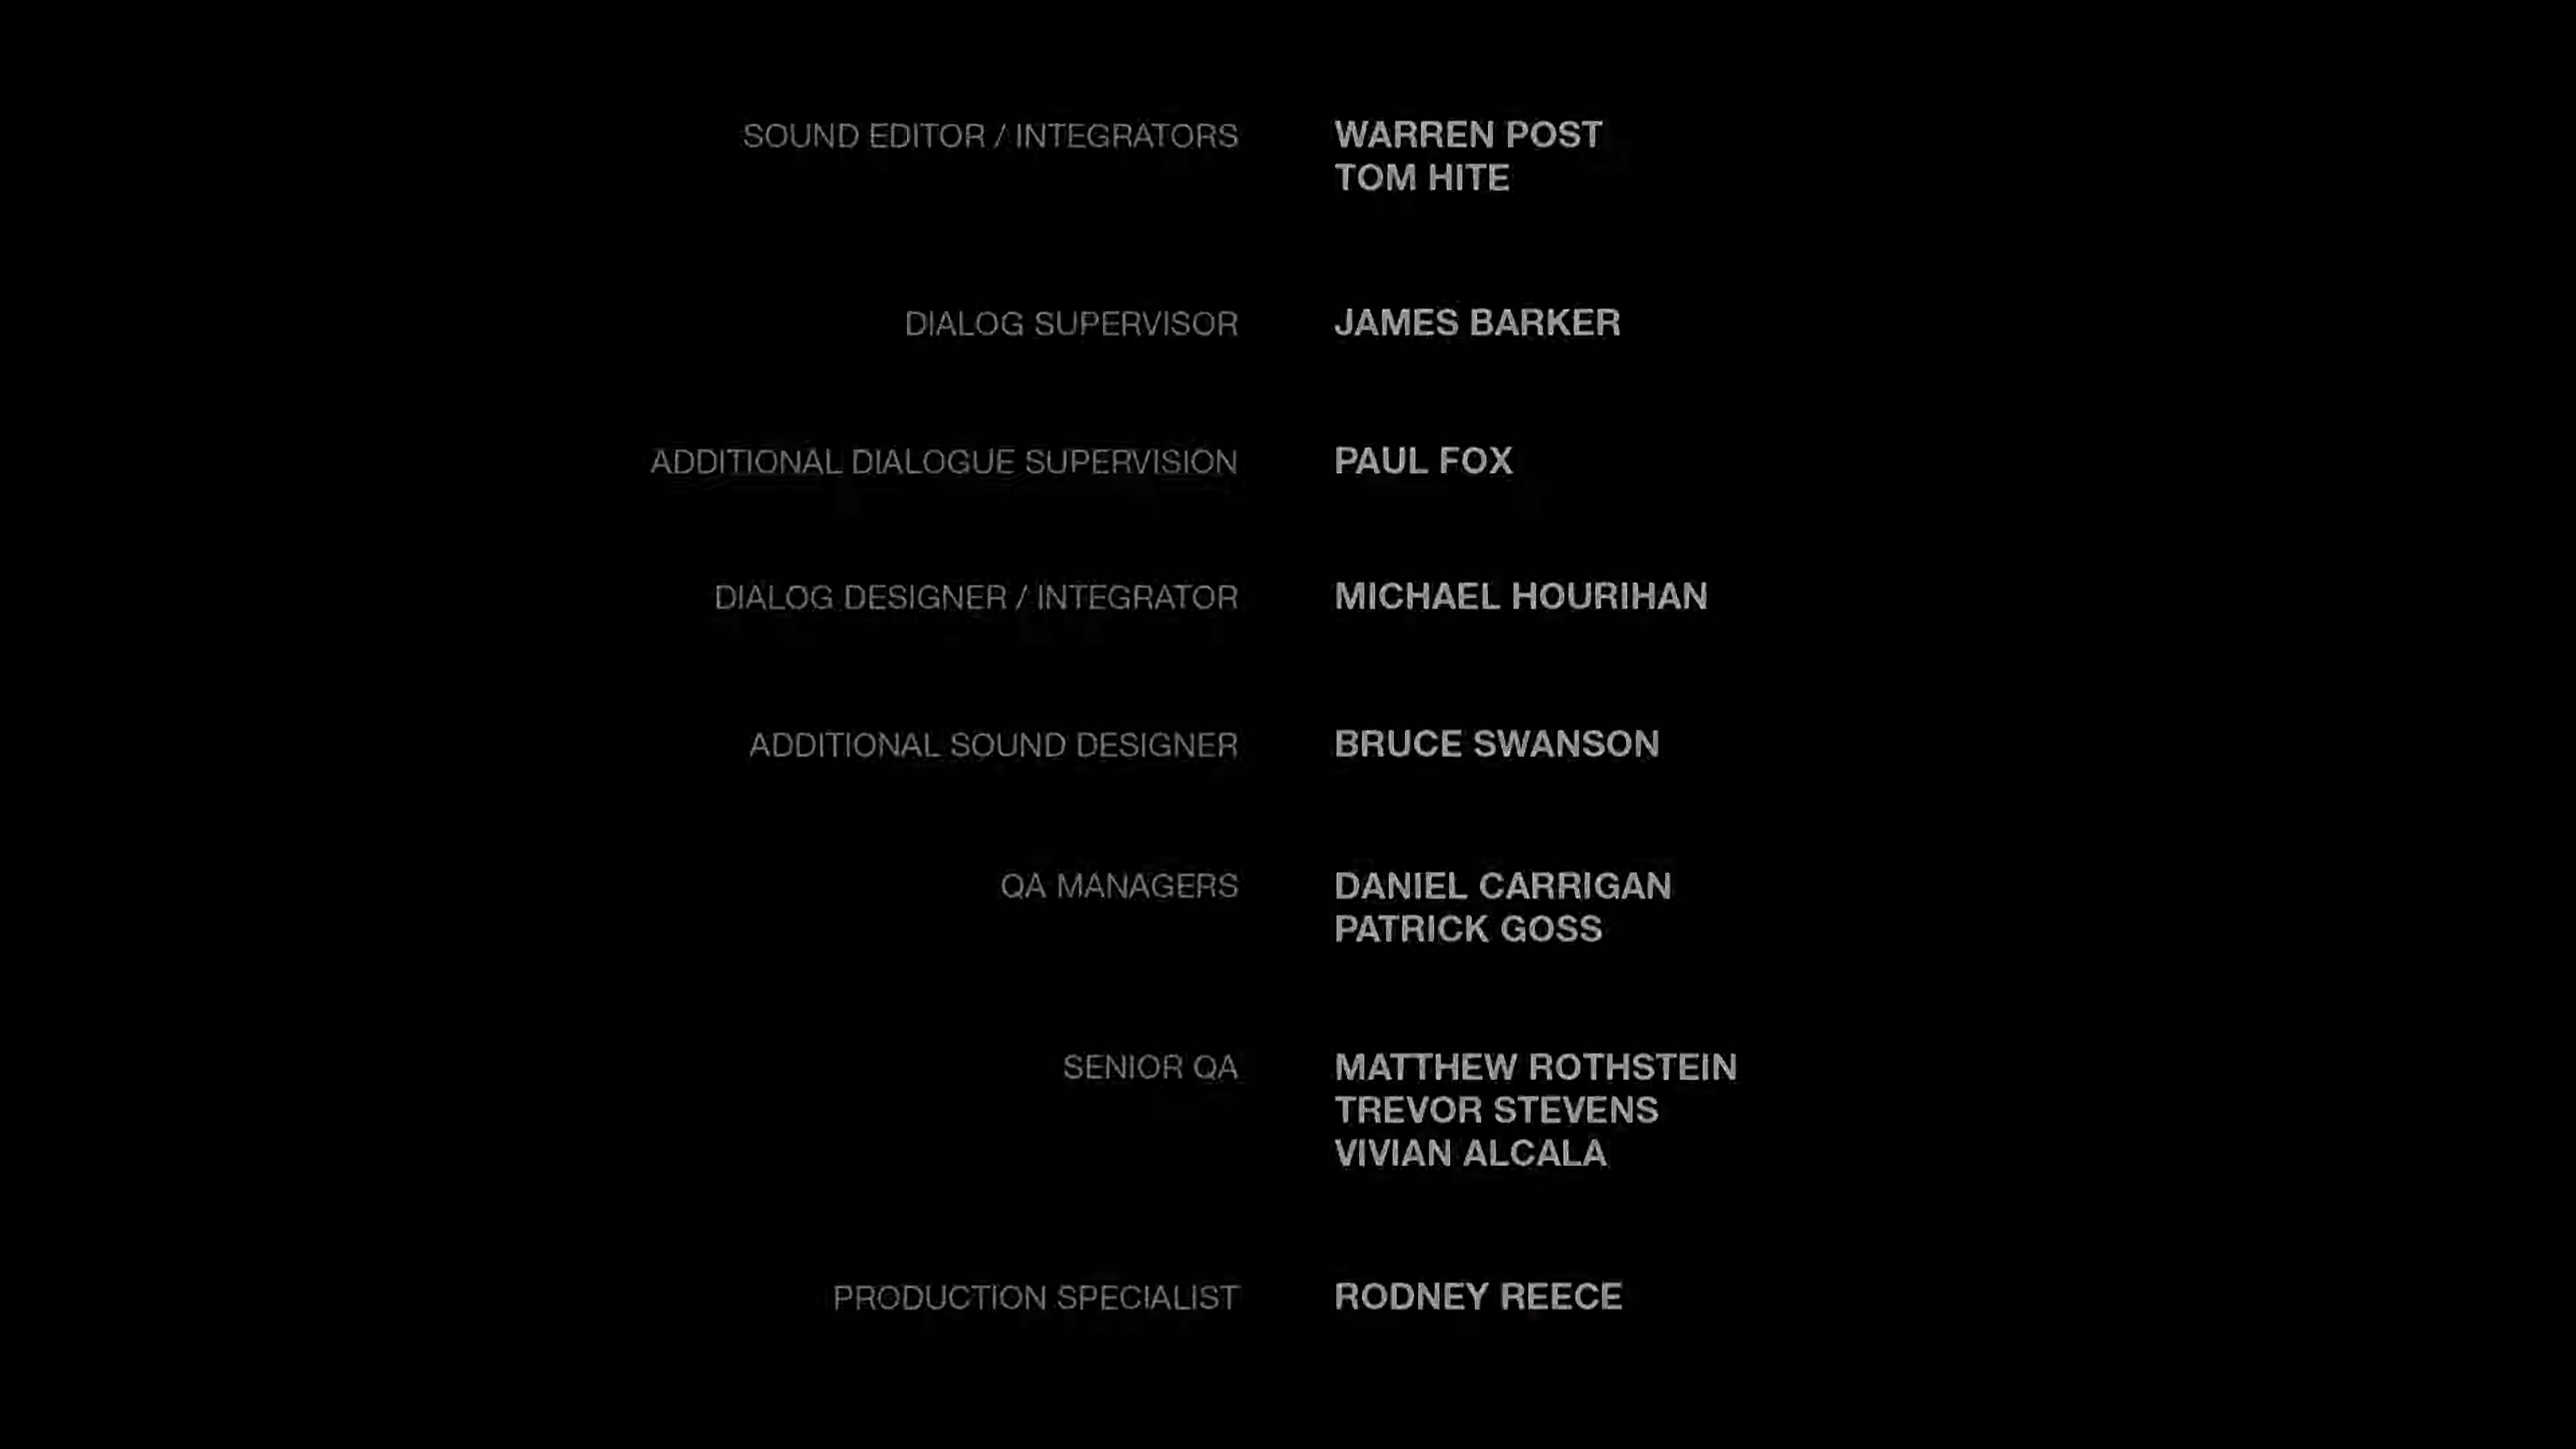 SOUND EDITOR / INTEGRATORS WARREN POST
TOM HITE
DIALOG SUPERVISOR JAMES BARKER
ADDITIONAL DIALOGUE SUPERVISION PAUL FOX
DIALOG DESIGNER / INTEGRATOR MICHAEL HOURIHAN
ADDITIONAL SOUND DESIGNER BRUCE SWANSON
QA MANAGERS DANIEL CARRIGAN
PATRICK GOSS
SENIOR QA MATTHEW ROTHSTEIN
TREVOR STEVENS
VIVIAN ALCALA
PRODUCTION SPECIALIST RODNEY REECE